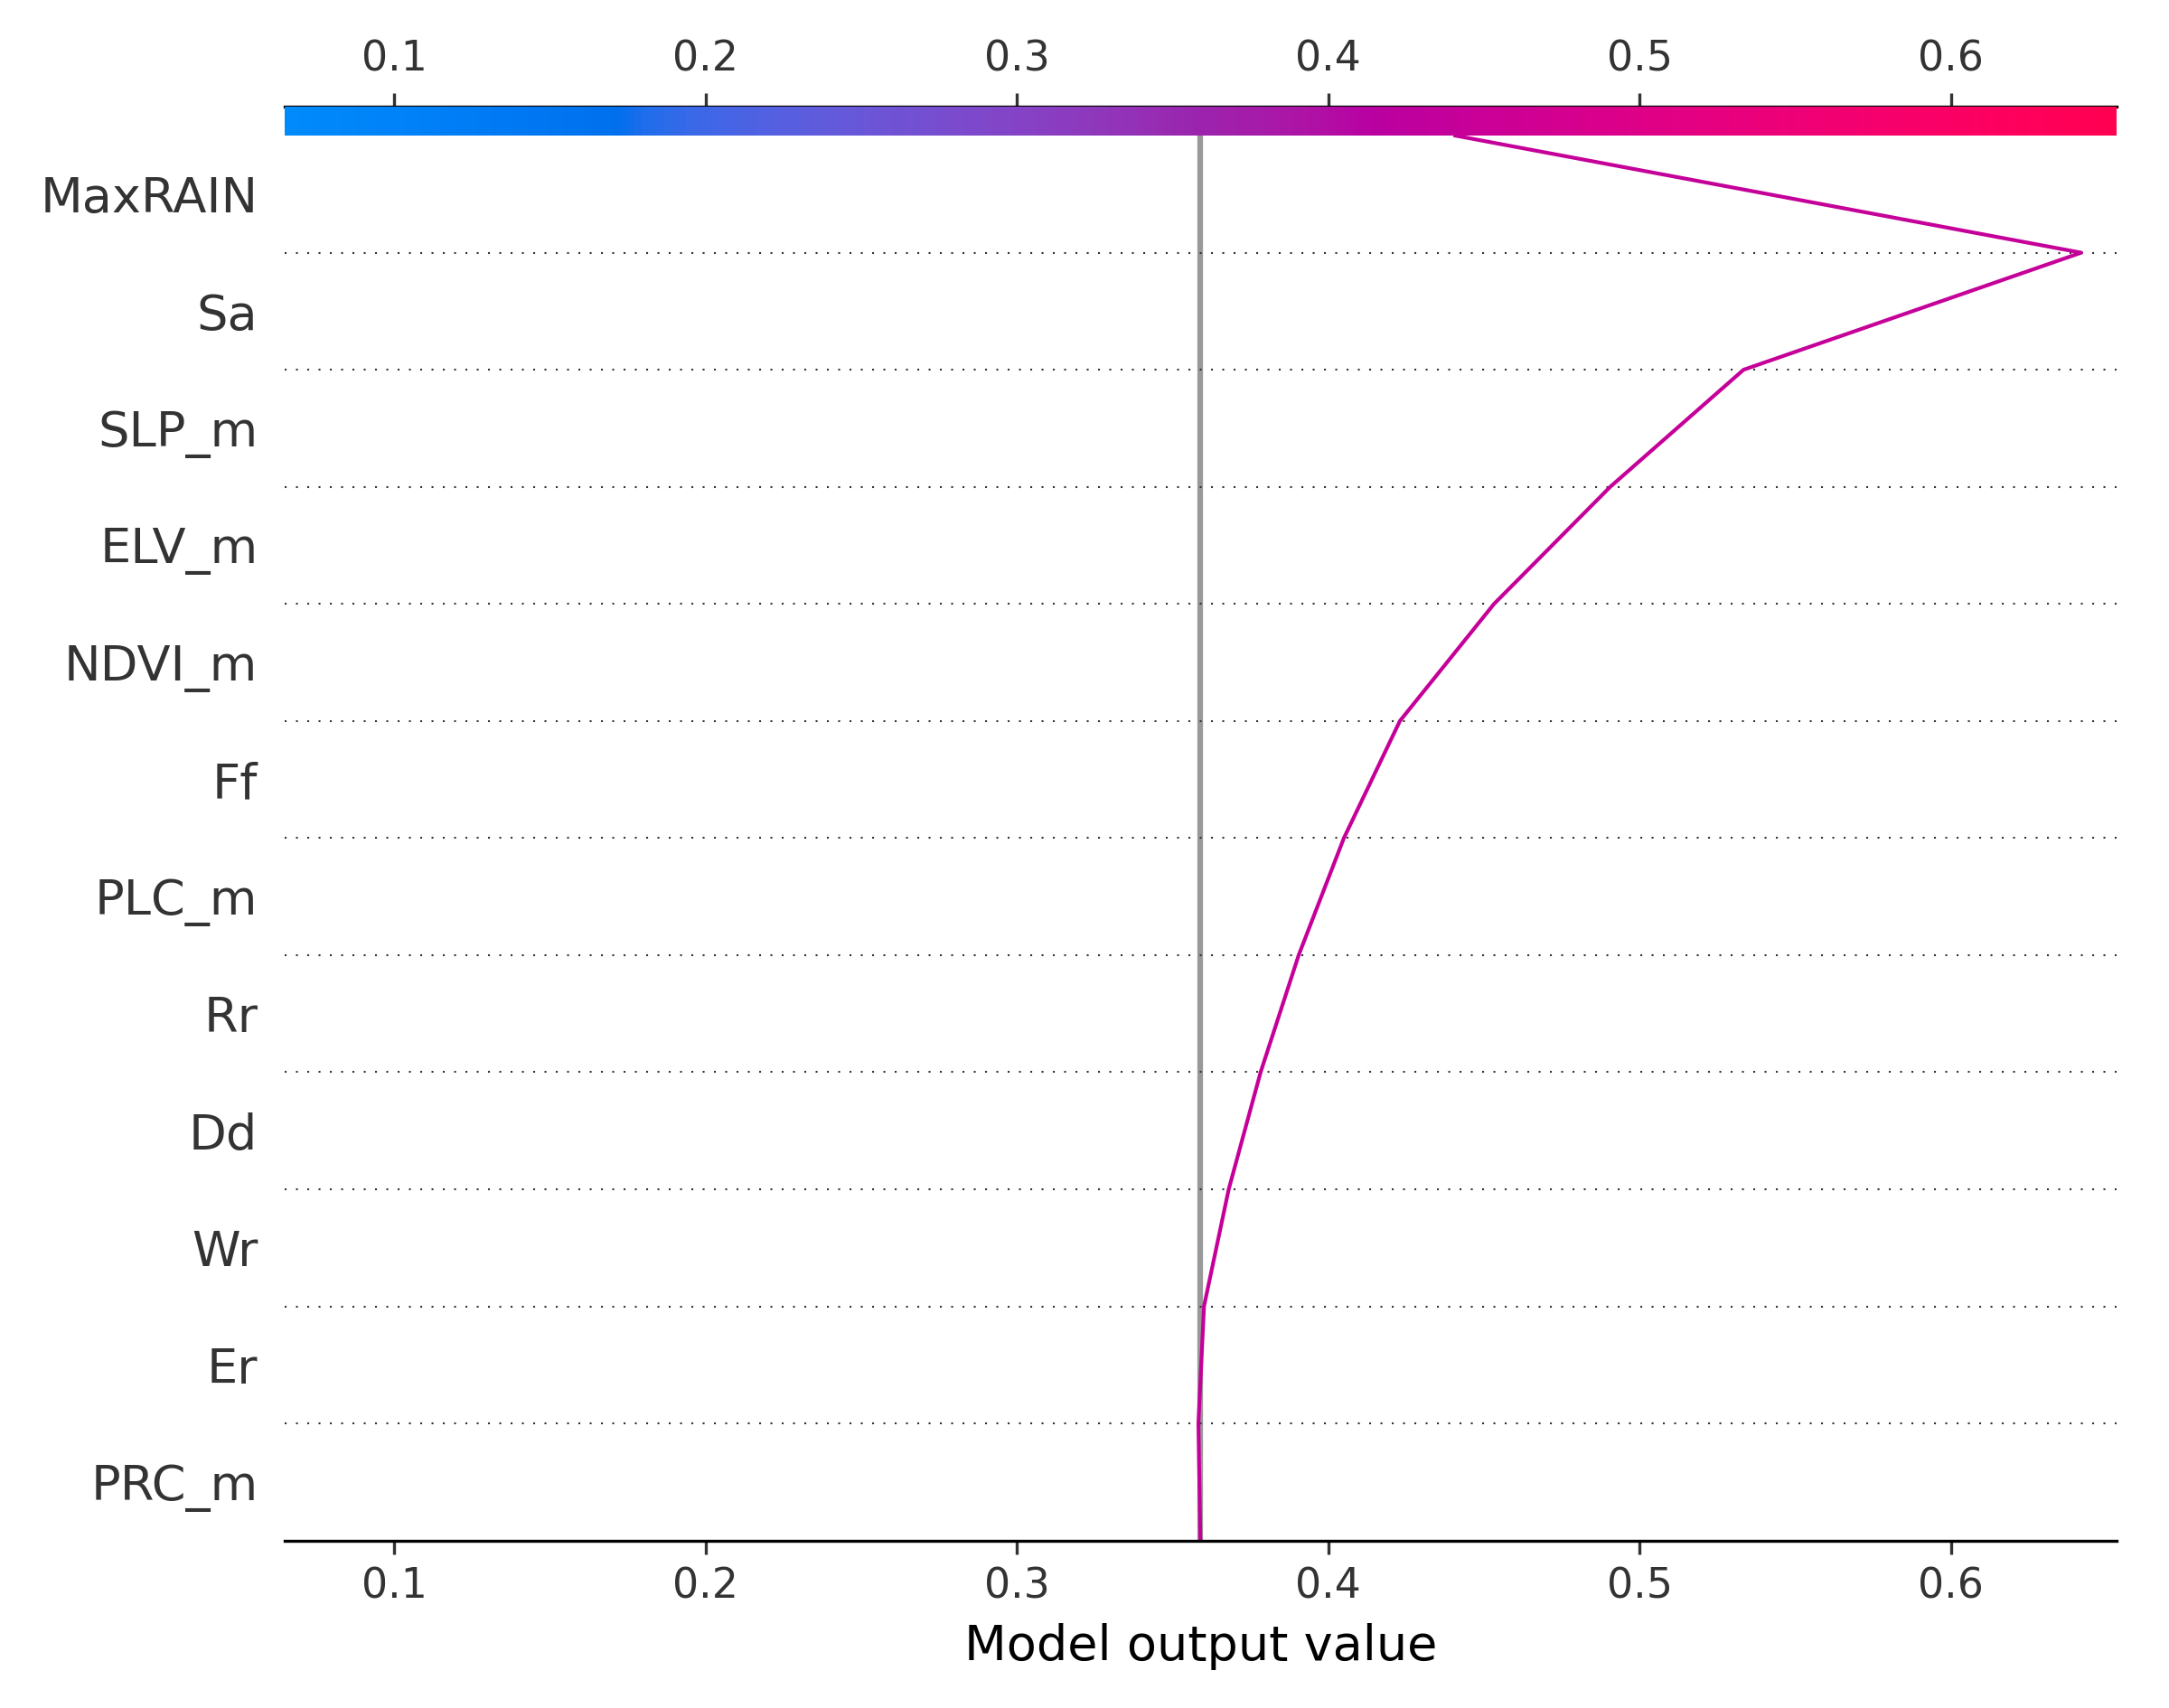 0.1 0.2 0.3 0.4 0.5 0.6
MaxRAIN
Sa
SLP_m
ELV_m
NDVI_m
Ff
PLC_m
Rr
Dd
Wr
Er
PRC_m
0.1 0.2 0.3 0.4 0.5 0.6
Model output value